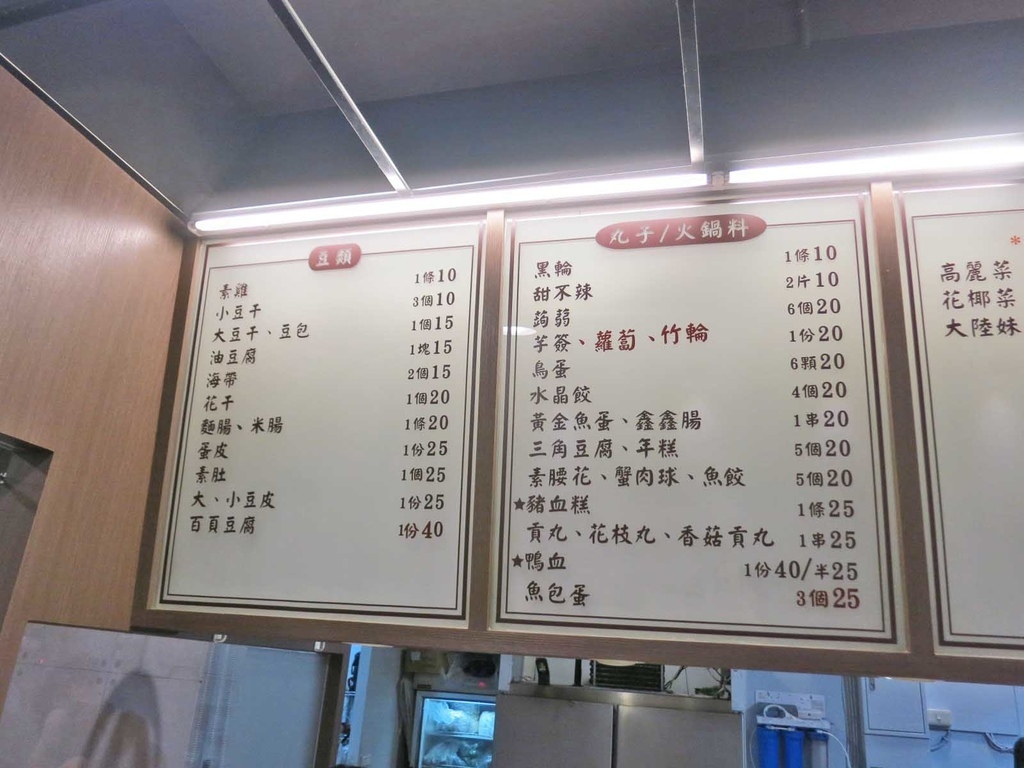 豆類
素雞 1條10
小豆干 3個10
大豆干、豆包 1個15
油豆腐 1塊15
海帶 2個15
花干 1個20
麵腸、米腸 1條20
蛋皮 1份25
素肚 1個25
大、小豆皮 1份25
百頁豆腐 1份40
丸子/火鍋料
黑輪 1條10
甜不辣 2片10
蒟蒻 6個20
芋簽、蘿蔔、竹輪 1份20
鳥蛋 6顆20
水晶餃 4個20
黃金魚蛋、鑫鑫腸 1串20
三角豆腐、年糕 5個20
素腰花、蟹肉球、魚餃 5個20
★豬血糕 1條25
貢丸、花枝丸、香菇貢丸 1串25
★鴨血 1份40/半25
魚包蛋 3個25
*
高麗菜
花椰菜
大陸妹